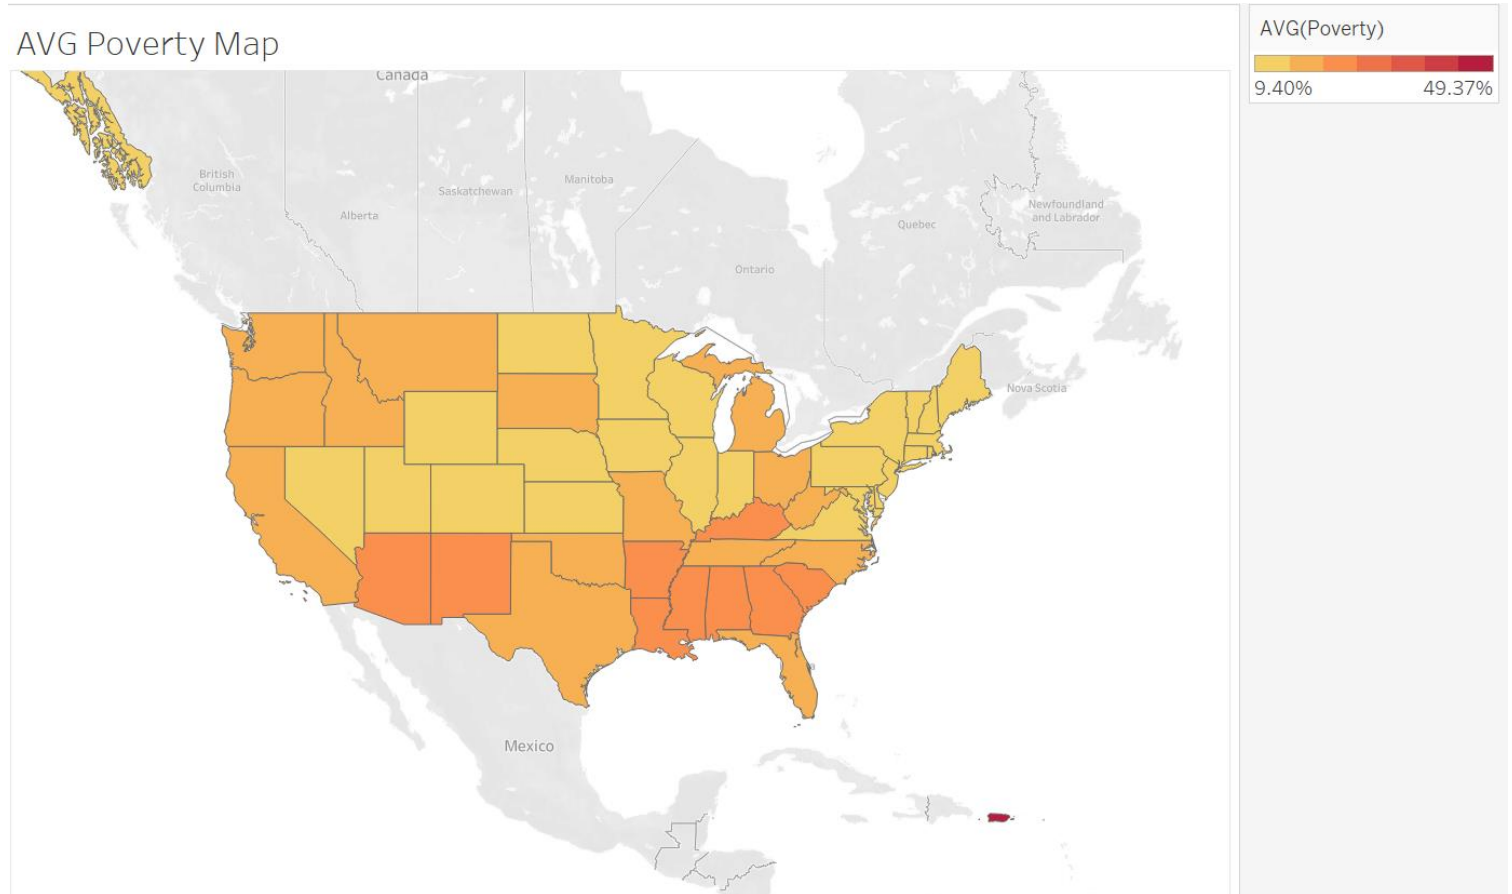 AVG Poverty Map
AVG(Poverty)
9.40%
49.37%
Canada
British
Columbia
Alberta
Saskatchewan
Manitoba
Ontario
Quebec
Newfoundland
and Labrador
Nova Scotia
Mexico